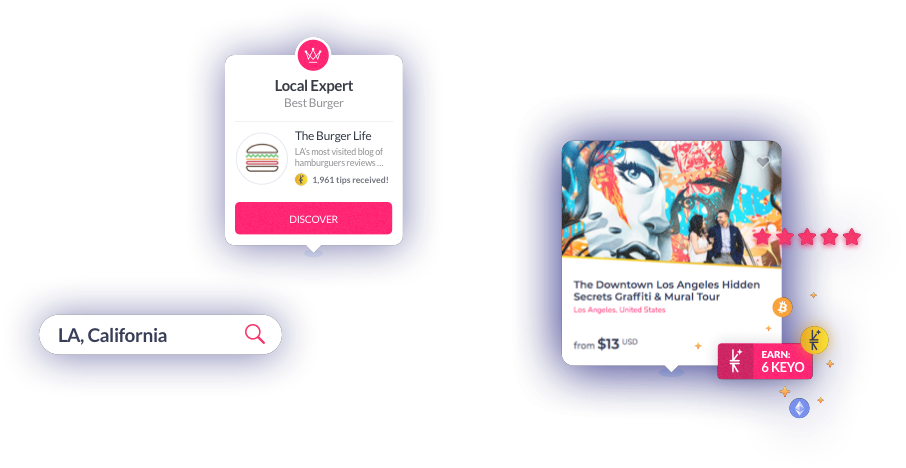 Local Expert
Best Burger
The Burger Life
LA's most visited blog of
hamburguers reviews ...
1,961 tips received!
DISCOVER
LA, California
The Downtown Los Angeles Hidden
Secrets Graffiti & Mural Tour
Los Angeles, United States
from $13 USD
EARN:
6 KEYO